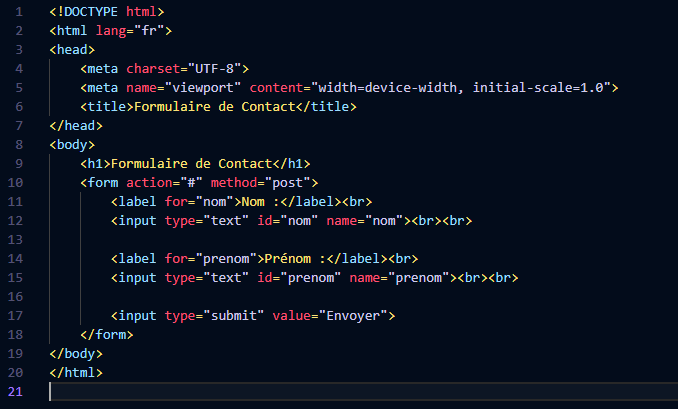 1 <!DOCTYPE html>
2 <html lang="fr">
3 <head>
4     <meta charset="UTF-8">
5     <meta name="viewport" content="width=device-width, initial-scale=1.0">
6     <title>Formulaire de Contact</title>
7 </head>
8 <body>
9     <h1>Formulaire de Contact</h1>
10     <form action="#" method="post">
11         <label for="nom">Nom :</label><br>
12         <input type="text" id="nom" name="nom"><br><br>
13
14         <label for="prenom">Prénom :</label><br>
15         <input type="text" id="prenom" name="prenom"><br><br>
16
17         <input type="submit" value="Envoyer">
18     </form>
19 </body>
20 </html>
21